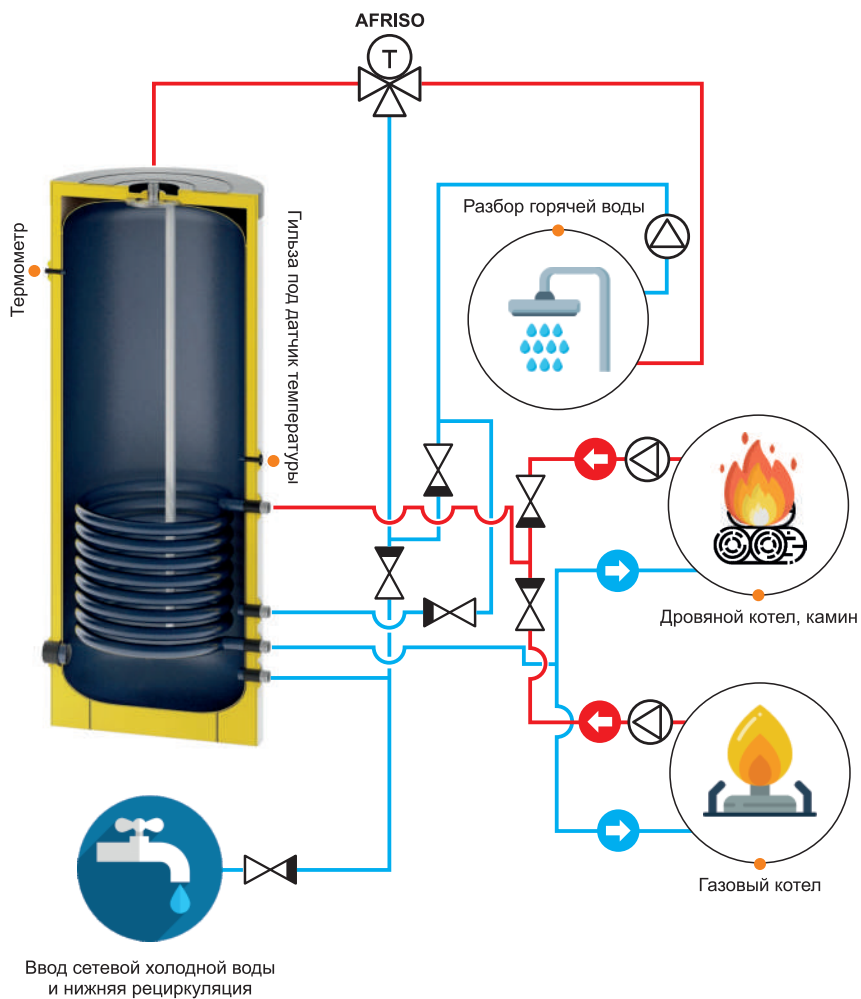 AFRISO
T
Разбор горячей воды
Термометр
Гильза под датчик температуры
Дровяной котел, камин
Газовый котел
Ввод сетевой холодной воды
и нижняя рециркуляция